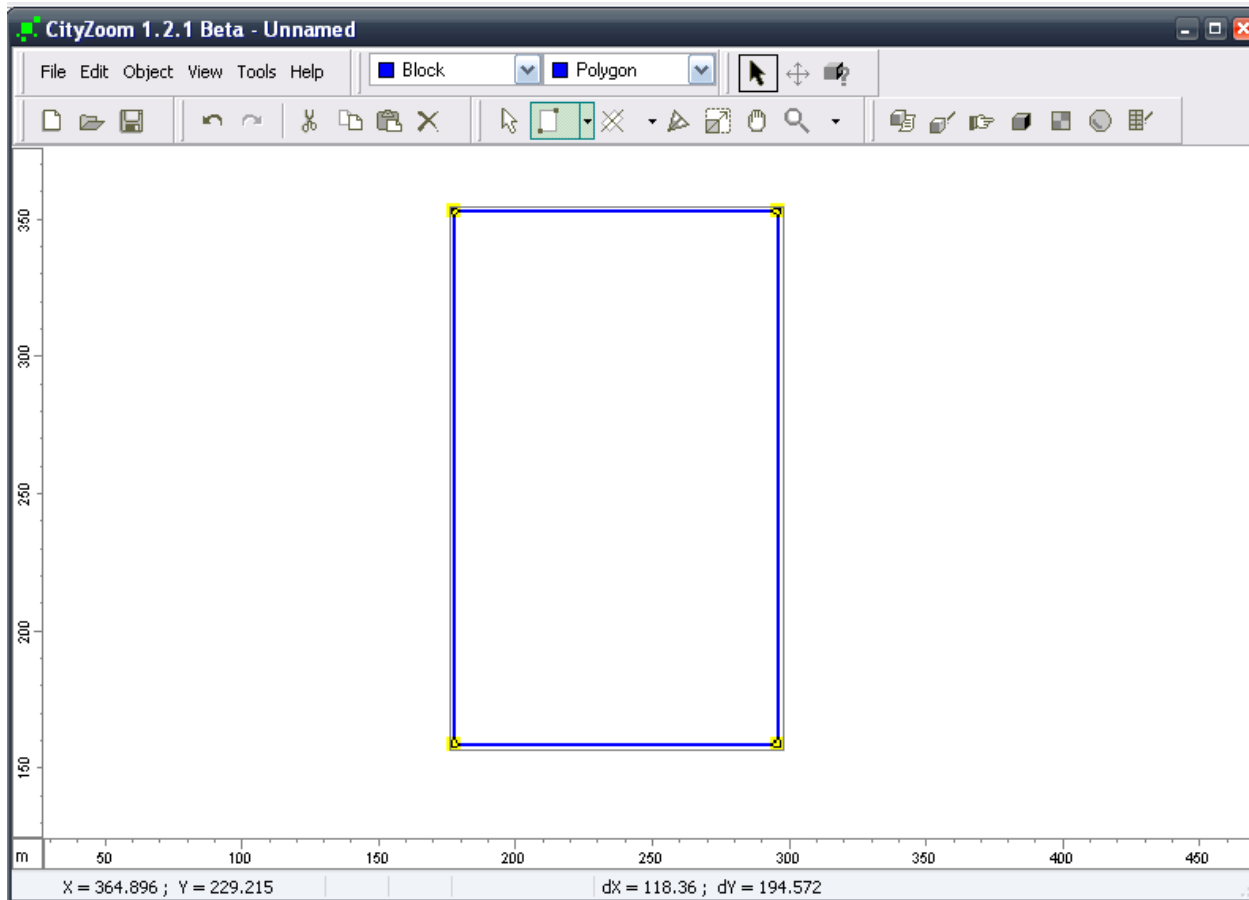 CityZoom 1.2.1 Beta - Unnamed
File Edit Object View Tools Help Block Polygon
350
300
250
200
150
m 50 100 150 200 250 300 350 400 450
X = 364.896 ; Y = 229.215 dX = 118.36 ; dY = 194.572